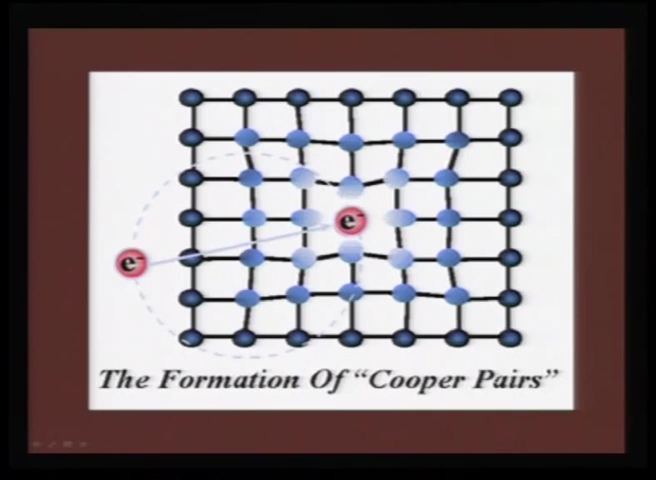 e⁻
e⁻
The Formation Of “Cooper Pairs”